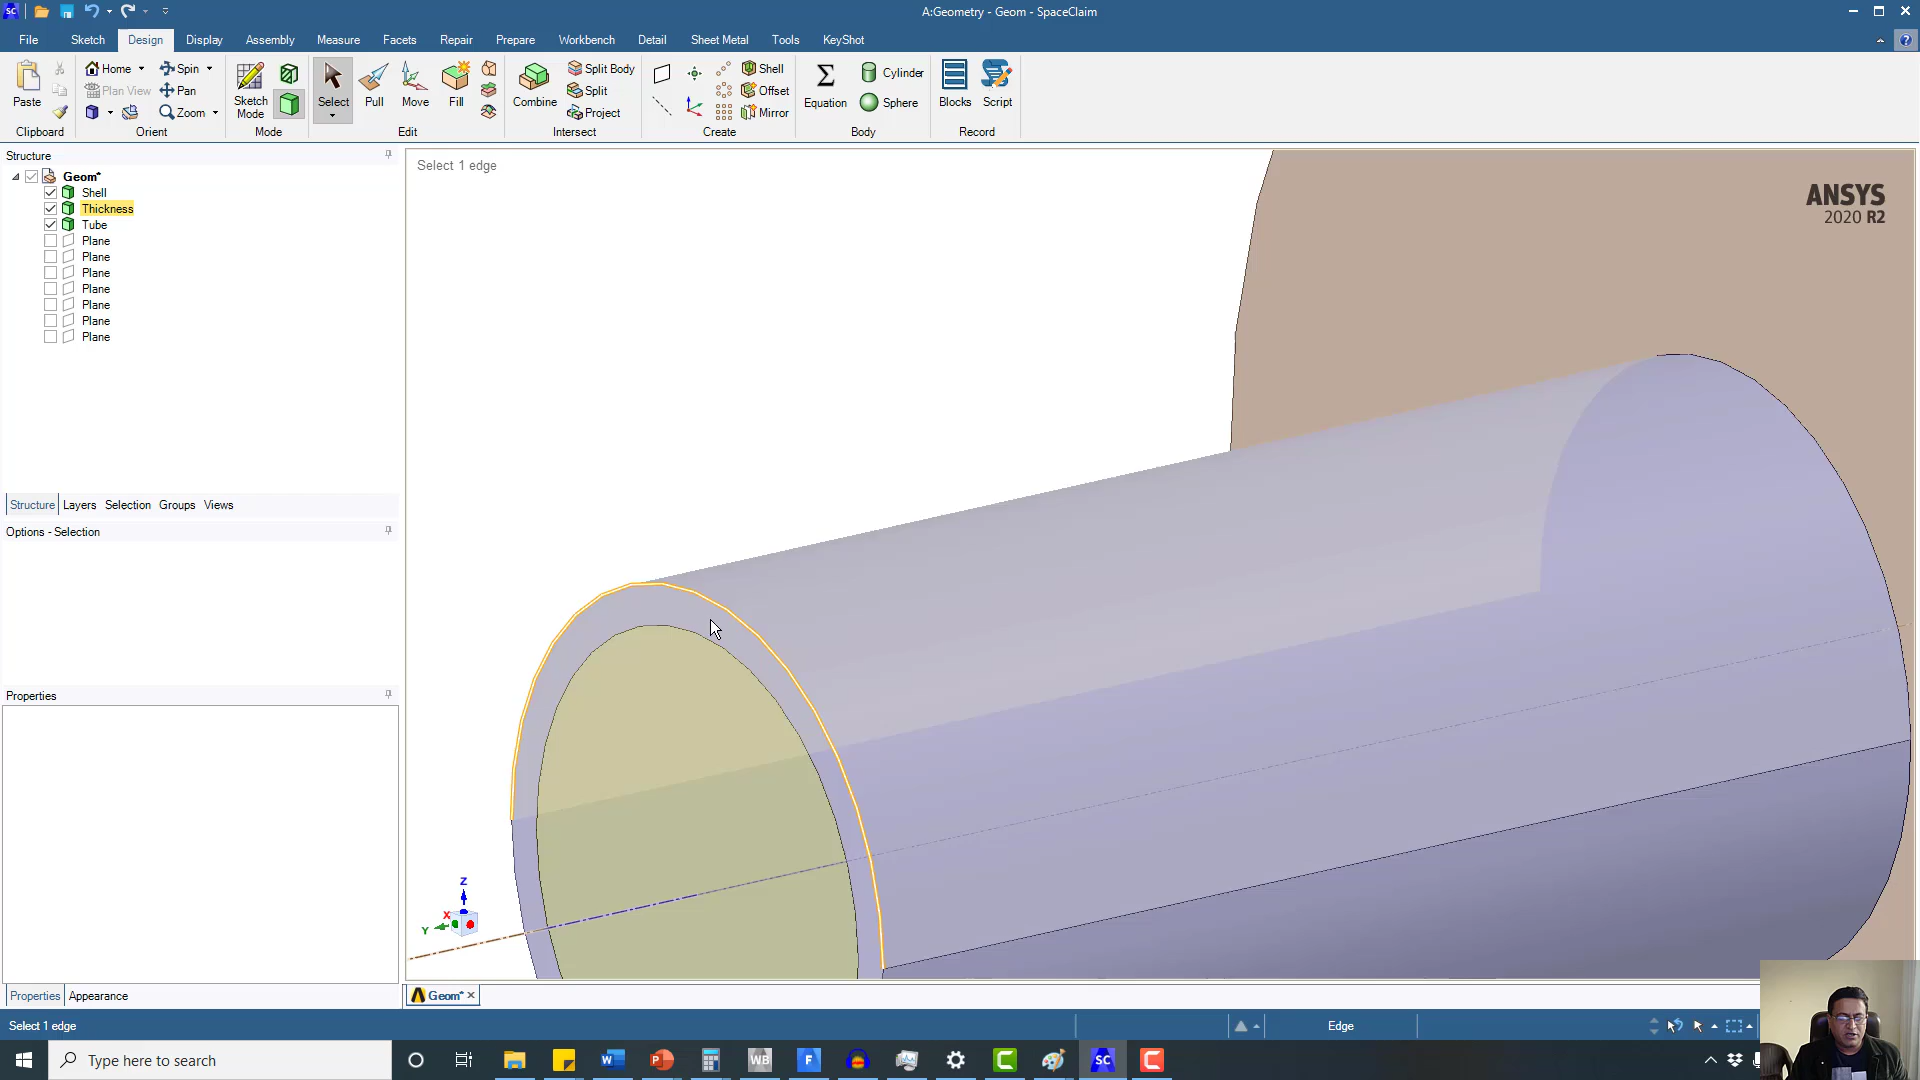 SC
A:Geometry - Geom - SpaceClaim
File Sketch Design Display Assembly Measure Facets Repair Prepare Workbench Detail Sheet Metal Tools KeyShot
Paste
Clipboard
Home
Plan View
Spin
Pan
Zoom
Orient
Sketch Mode
Mode
Select
Pull
Move
Fill
Edit
Combine
Split Body
Split
Project
Intersect
Shell
Offset
Mirror
Create
Equation
Cylinder
Sphere
Body
Blocks
Script
Record
Structure
Geom*
Shell
Thickness
Tube
Plane
Plane
Plane
Plane
Plane
Plane
Plane
Structure Layers Selection Groups Views
Options - Selection
Properties
Properties Appearance
Select 1 edge
ANSYS
2020 R2
Z
X
Y
Geom*
Select 1 edge
Edge
Type here to search
WB
F
SC